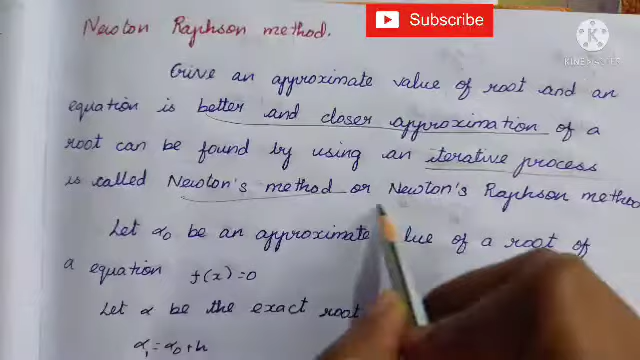 Newton Raphson method.
Subscribe
KINEMASTER
Give an approximate value of root and an
equation is better and closer approximation of a
root can be found by using an iterative process
is called Newton's method or Newton's Raphson method
Let α0 be an approximate lue of a root of
a equation f(x)=0
Let α be the exact root
α1=α0+h